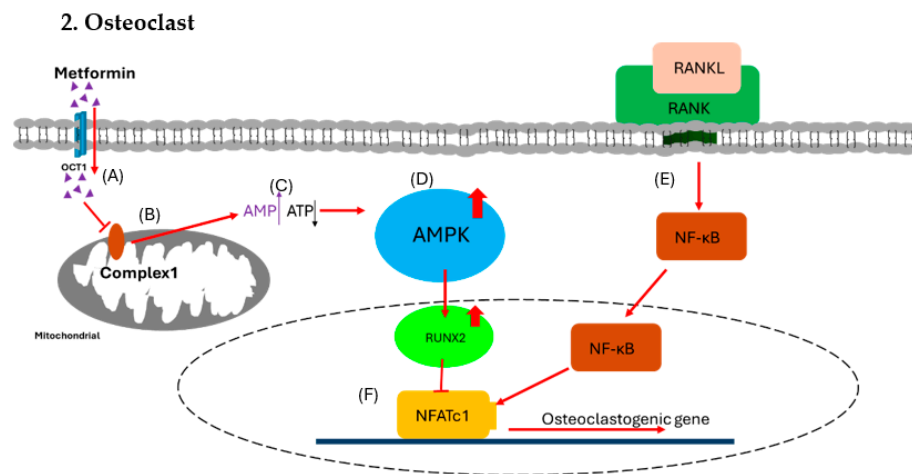 2. Osteoclast
Metformin
RANKL
RANK
OCT1
(A)
(B)
(C)
(D)
(E)
AMP ATP
AMPK
NF-κB
Complex1
Mitochondrial
RUNX2
NF-κB
(F)
NFATc1
Osteoclastogenic gene